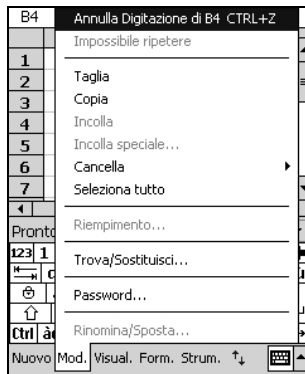 B4
Annulla Digitazione di B4 CTRL+Z
Impossibile ripetere
1
2
3
4
5
6
7
Taglia
Copia
Incolla
Incolla speciale...
Cancella
Seleziona tutto
Riempimento...
Trova/Sostituisci...
Password...
Rinomina/Sposta...
Pronto
123 1
Ctrl àü
Nuovo Mod. Visual. Form. Strum.